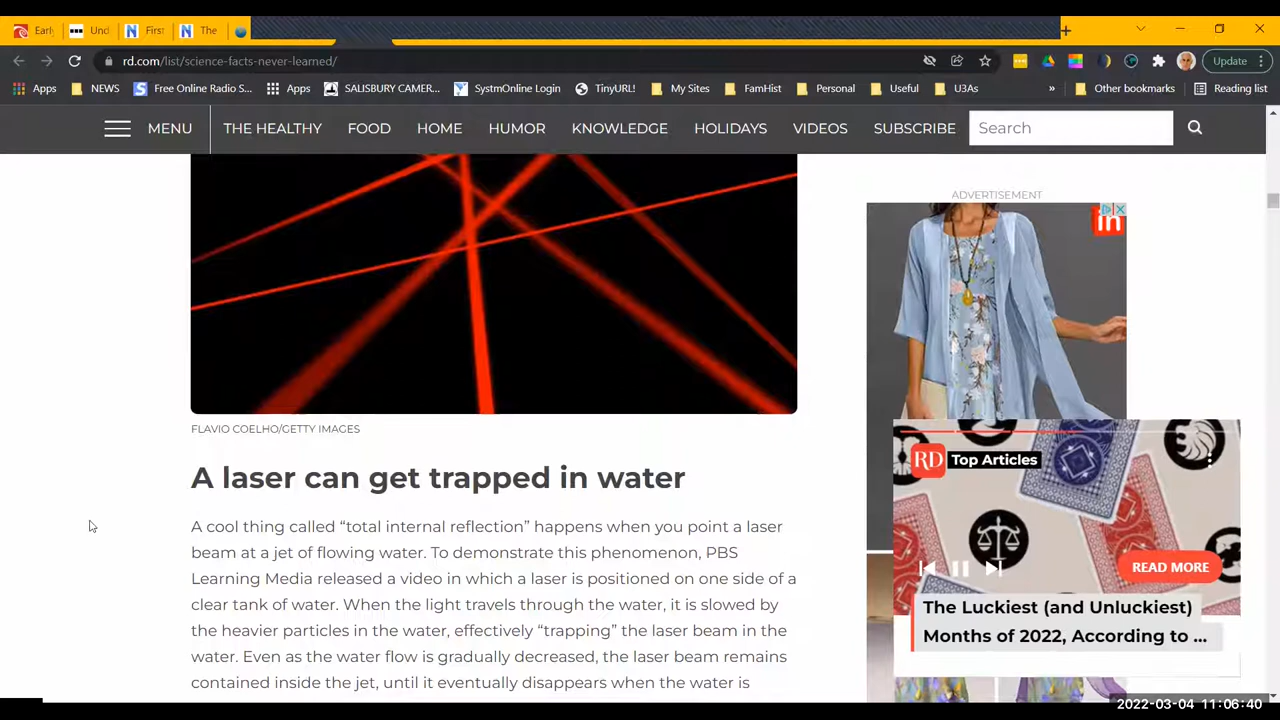 Early
Und
First
The
rd.com/list/science-facts-never-learned/
Update
Apps
NEWS
Free Online Radio S...
Apps
SALISBURY CAMER...
SystmOnline Login
TinyURL!
My Sites
FamHist
Personal
Useful
U3As
»
Other bookmarks
Reading list
MENU
THE HEALTHY
FOOD
HOME
HUMOR
KNOWLEDGE
HOLIDAYS
VIDEOS
SUBSCRIBE
Search
FLAVIO COELHO/GETTY IMAGES
A laser can get trapped in water
A cool thing called “total internal reflection” happens when you point a laser
beam at a jet of flowing water. To demonstrate this phenomenon, PBS
Learning Media released a video in which a laser is positioned on one side of a
clear tank of water. When the light travels through the water, it is slowed by
the heavier particles in the water, effectively “trapping” the laser beam in the
water. Even as the water flow is gradually decreased, the laser beam remains
contained inside the jet, until it eventually disappears when the water is
ADVERTISEMENT
in
RD Top Articles
READ MORE
The Luckiest (and Unluckiest)
Months of 2022, According to ...
2022-03-04 11:06:40